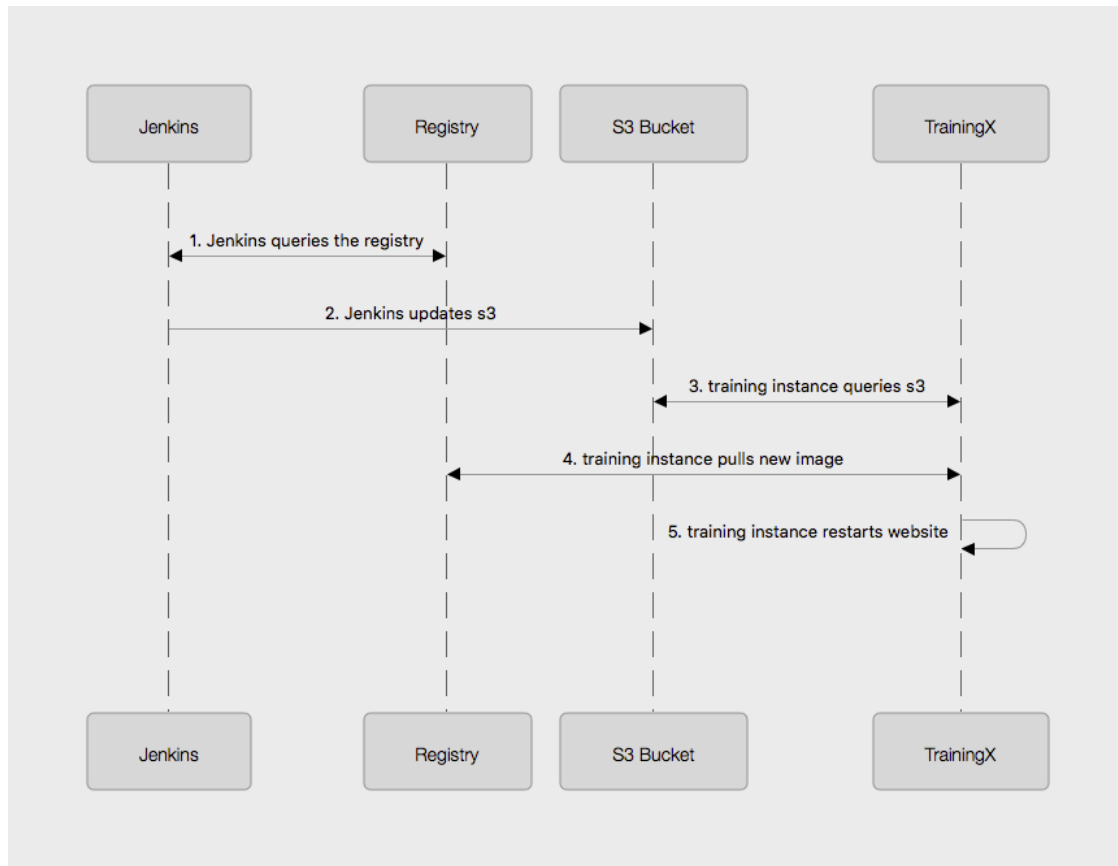 Jenkins
Registry
S3 Bucket
TrainingX
1. Jenkins queries the registry
2. Jenkins updates s3
3. training instance queries s3
4. training instance pulls new image
5. training instance restarts website
Jenkins
Registry
S3 Bucket
TrainingX